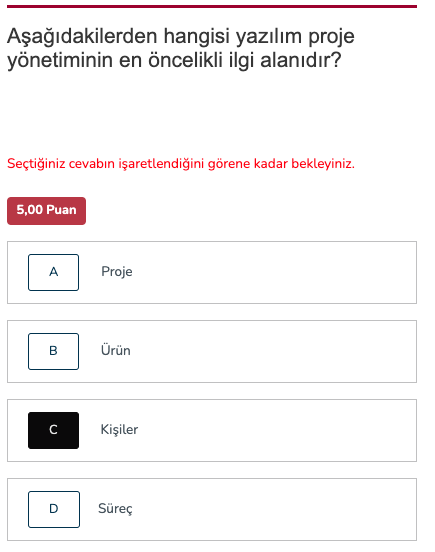 Aşağıdakilerden hangisi yazılım proje
yönetiminin en öncelikli ilgi alanıdır?
Seçtiğiniz cevabın işaretlendiğini görene kadar bekleyiniz.
5,00 Puan
A Proje
B Ürün
C Kişiler
D Süreç